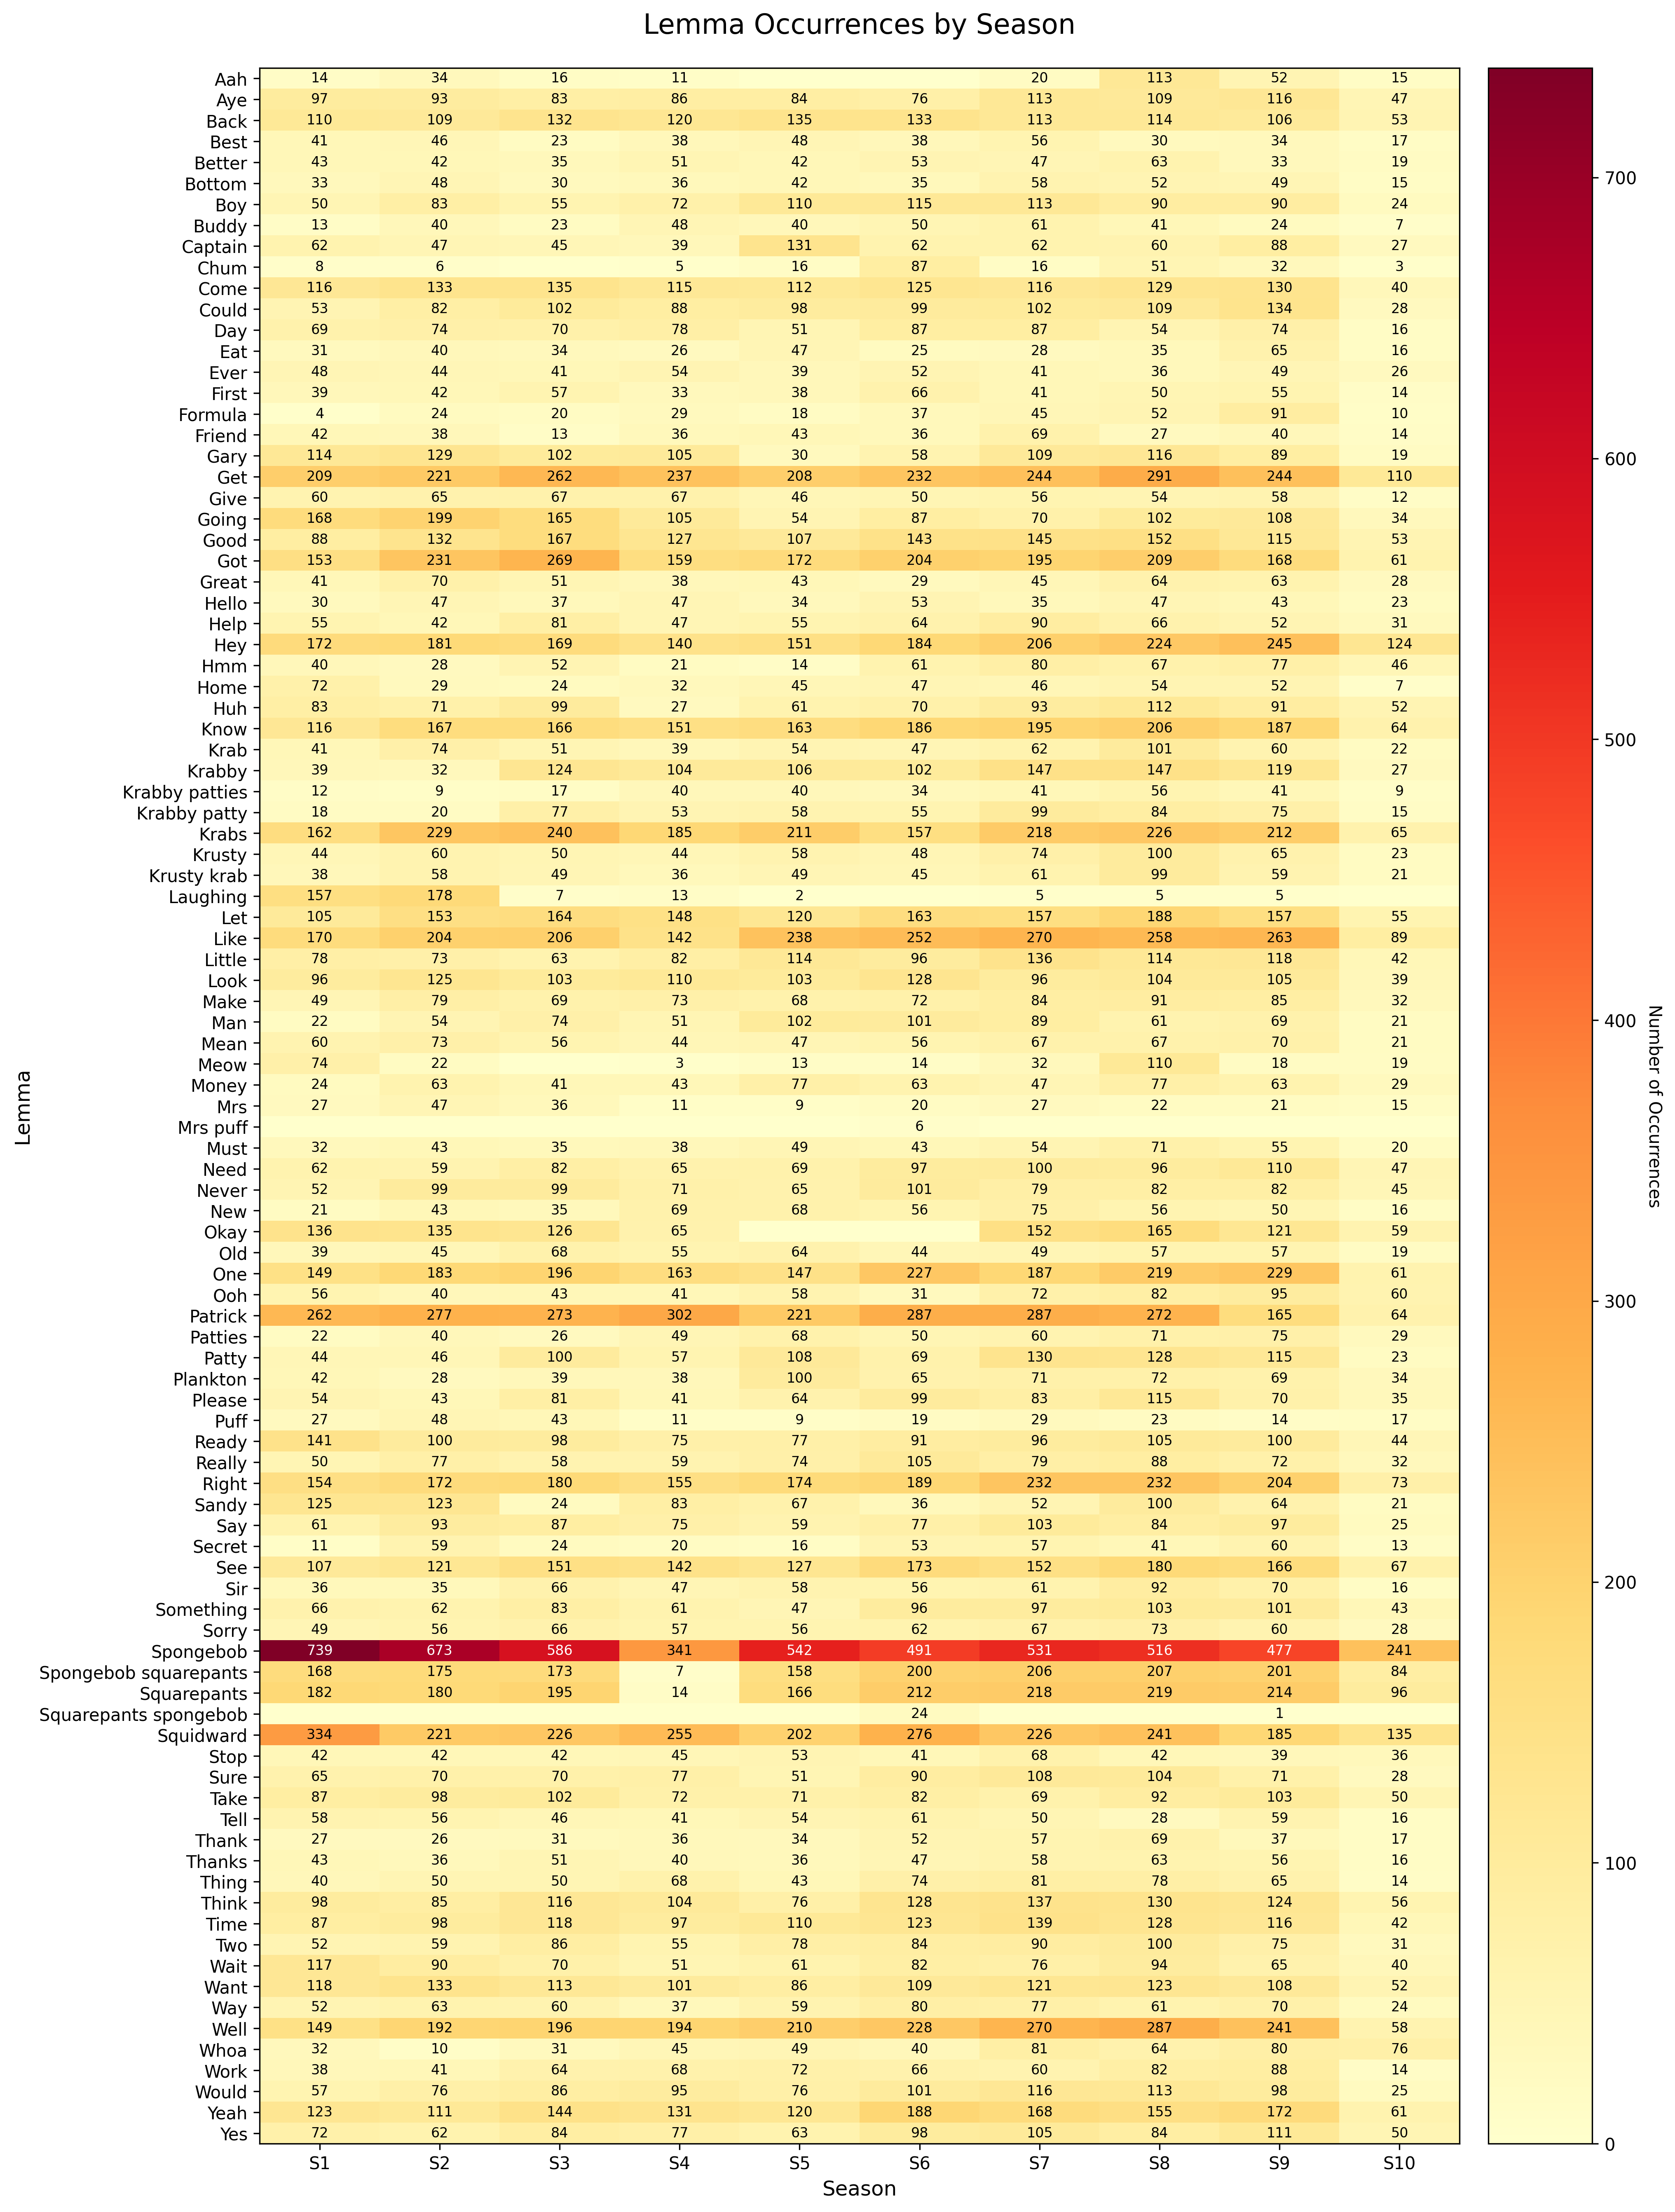 Lemma Occurrences by Season
Aah 14 34 16 11 20 113 52 15
Aye 97 93 83 86 84 76 113 109 116 47
Back 110 109 132 120 135 133 113 114 106 53
Best 41 46 23 38 48 38 56 30 34 17
Better 43 42 35 51 42 53 47 63 33 19
Bottom 33 48 30 36 42 35 58 52 49 15
Boy 50 83 55 72 110 115 113 90 90 24
Buddy 13 40 23 48 40 50 61 41 24 7
Captain 62 47 45 39 131 62 62 60 88 27
Chum 8 6 5 16 87 16 51 32 3
Come 116 133 135 115 112 125 116 129 130 40
Could 53 82 102 88 98 99 102 109 134 28
Day 69 74 70 78 51 87 87 54 74 16
Eat 31 40 34 26 47 25 28 35 65 16
Ever 48 44 41 54 39 52 41 36 49 26
First 39 42 57 33 38 66 41 50 55 14
Formula 4 24 20 29 18 37 45 52 91 10
Friend 42 38 13 36 43 36 69 27 40 14
Gary 114 129 102 105 30 58 109 116 89 19
Get 209 221 262 237 208 232 244 291 244 110
Give 60 65 67 67 46 50 56 54 58 12
Going 168 199 165 105 54 87 70 102 108 34
Good 88 132 167 127 107 143 145 152 115 53
Got 153 231 269 159 172 204 195 209 168 61
Great 41 70 51 38 43 29 45 64 63 28
Hello 30 47 37 47 34 53 35 47 43 23
Help 55 42 81 47 55 64 90 66 52 31
Hey 172 181 169 140 151 184 206 224 245 124
Hmm 40 28 52 21 14 61 80 67 77 46
Home 72 29 24 32 45 47 46 54 52 7
Huh 83 71 99 27 61 70 93 112 91 52
Know 116 167 166 151 163 186 195 206 187 64
Krab 41 74 51 39 54 47 62 101 60 22
Krabby 39 32 124 104 106 102 147 147 119 27
Krabby patties 12 9 17 40 40 34 41 56 41 9
Krabby patty 18 20 77 53 58 55 99 84 75 15
Krabs 162 229 240 185 211 157 218 226 212 65
Krusty 44 60 50 44 58 48 74 100 65 23
Krusty krab 38 58 49 36 49 45 61 99 59 21
Laughing 157 178 7 13 2 5 5 5
Let 105 153 164 148 120 163 157 188 157 55
Like 170 204 206 142 238 252 270 258 263 89
Little 78 73 63 82 114 96 136 114 118 42
Look 96 125 103 110 103 128 96 104 105 39
Make 49 79 69 73 68 72 84 91 85 32
Man 22 54 74 51 102 101 89 61 69 21
Mean 60 73 56 44 47 56 67 67 70 21
Meow 74 22 3 13 14 32 110 18 19
Money 24 63 41 43 77 63 47 77 63 29
Mrs 27 47 36 11 9 20 27 22 21 15
Mrs puff 6
Must 32 43 35 38 49 43 54 71 55 20
Need 62 59 82 65 69 97 100 96 110 47
Never 52 99 99 71 65 101 79 82 82 45
New 21 43 35 69 68 56 75 56 50 16
Okay 136 135 126 65 152 165 121 59
Old 39 45 68 55 64 44 49 57 57 19
One 149 183 196 163 147 227 187 219 229 61
Ooh 56 40 43 41 58 31 72 82 95 60
Patrick 262 277 273 302 221 287 287 272 165 64
Patties 22 40 26 49 68 50 60 71 75 29
Patty 44 46 100 57 108 69 130 128 115 23
Plankton 42 28 39 38 100 65 71 72 69 34
Please 54 43 81 41 64 99 83 115 70 35
Puff 27 48 43 11 9 19 29 23 14 17
Ready 141 100 98 75 77 91 96 105 100 44
Really 50 77 58 59 74 105 79 88 72 32
Right 154 172 180 155 174 189 232 232 204 73
Sandy 125 123 24 83 67 36 52 100 64 21
Say 61 93 87 75 59 77 103 84 97 25
Secret 11 59 24 20 16 53 57 41 60 13
See 107 121 151 142 127 173 152 180 166 67
Sir 36 35 66 47 58 56 61 92 70 16
Something 66 62 83 61 47 96 97 103 101 43
Sorry 49 56 66 57 56 62 67 73 60 28
Spongebob 739 673 586 341 542 491 531 516 477 241
Spongebob squarepants 168 175 173 7 158 200 206 207 201 84
Squarepants 182 180 195 14 166 212 218 219 214 96
Squarepants spongebob 24 1
Squidward 334 221 226 255 202 276 226 241 185 135
Stop 42 42 42 45 53 41 68 42 39 36
Sure 65 70 70 77 51 90 108 104 71 28
Take 87 98 102 72 71 82 69 92 103 50
Tell 58 56 46 41 54 61 50 28 59 16
Thank 27 26 31 36 34 52 57 69 37 17
Thanks 43 36 51 40 36 47 58 63 56 16
Thing 40 50 50 68 43 74 81 78 65 14
Think 98 85 116 104 76 128 137 130 124 56
Time 87 98 118 97 110 123 139 128 116 42
Two 52 59 86 55 78 84 90 100 75 31
Wait 117 90 70 51 61 82 76 94 65 40
Want 118 133 113 101 86 109 121 123 108 52
Way 52 63 60 37 59 80 77 61 70 24
Well 149 192 196 194 210 228 270 287 241 58
Whoa 32 10 31 45 49 40 81 64 80 76
Work 38 41 64 68 72 66 60 82 88 14
Would 57 76 86 95 76 101 116 113 98 25
Yeah 123 111 144 131 120 188 168 155 172 61
Yes 72 62 84 77 63 98 105 84 111 50
S1 S2 S3 S4 S5 S6 S7 S8 S9 S10
Season
Lemma
700
600
500
400
300
200
100
0
Number of Occurrences